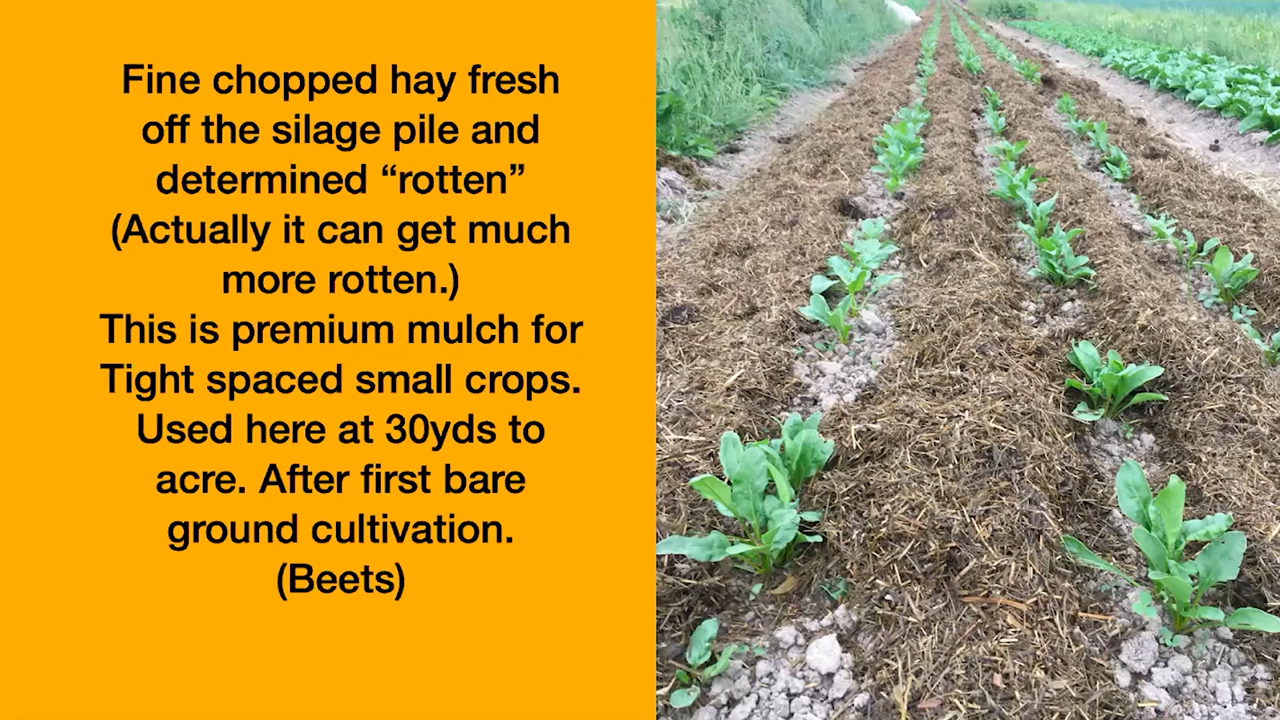 Fine chopped hay fresh
off the silage pile and
determined “rotten”
(Actually it can get much
more rotten.)
This is premium mulch for
Tight spaced small crops.
Used here at 30yds to
acre. After first bare
ground cultivation.
(Beets)